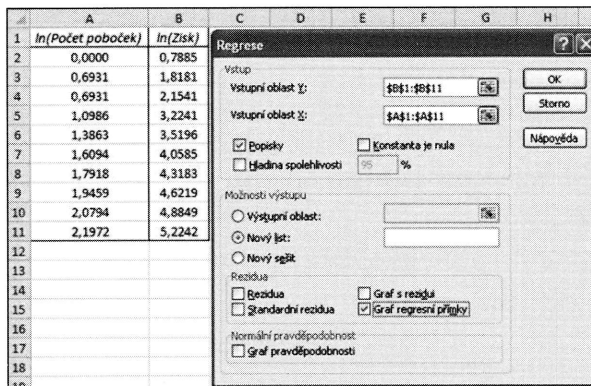 A B C D E F G H
1 ln(Počet poboček) ln(Zisk)
2 0,0000 0,7885
3 0,6931 1,8181
4 0,6931 2,1541
5 1,0986 3,2241
6 1,3863 3,5196
7 1,6094 4,0585
8 1,7918 4,3183
9 1,9459 4,6219
10 2,0794 4,8849
11 2,1972 5,2242
12
13
14
15
16
17
18
19
Regrese
Vstup
Vstupní oblast Y: $B$1:$B$11
Vstupní oblast X: $A$1:$A$11
Popisky Konstanta je nula
Hladina spolehlivosti 95 %
OK
Storno
Nápověda
Možnosti výstupu
Výstupní oblast:
Nový list:
Nový sešit
Rezidua
Rezidua Graf s rezidui
Standardní rezidua Graf regresní přímky
Normální pravděpodobnost
Graf pravděpodobnosti